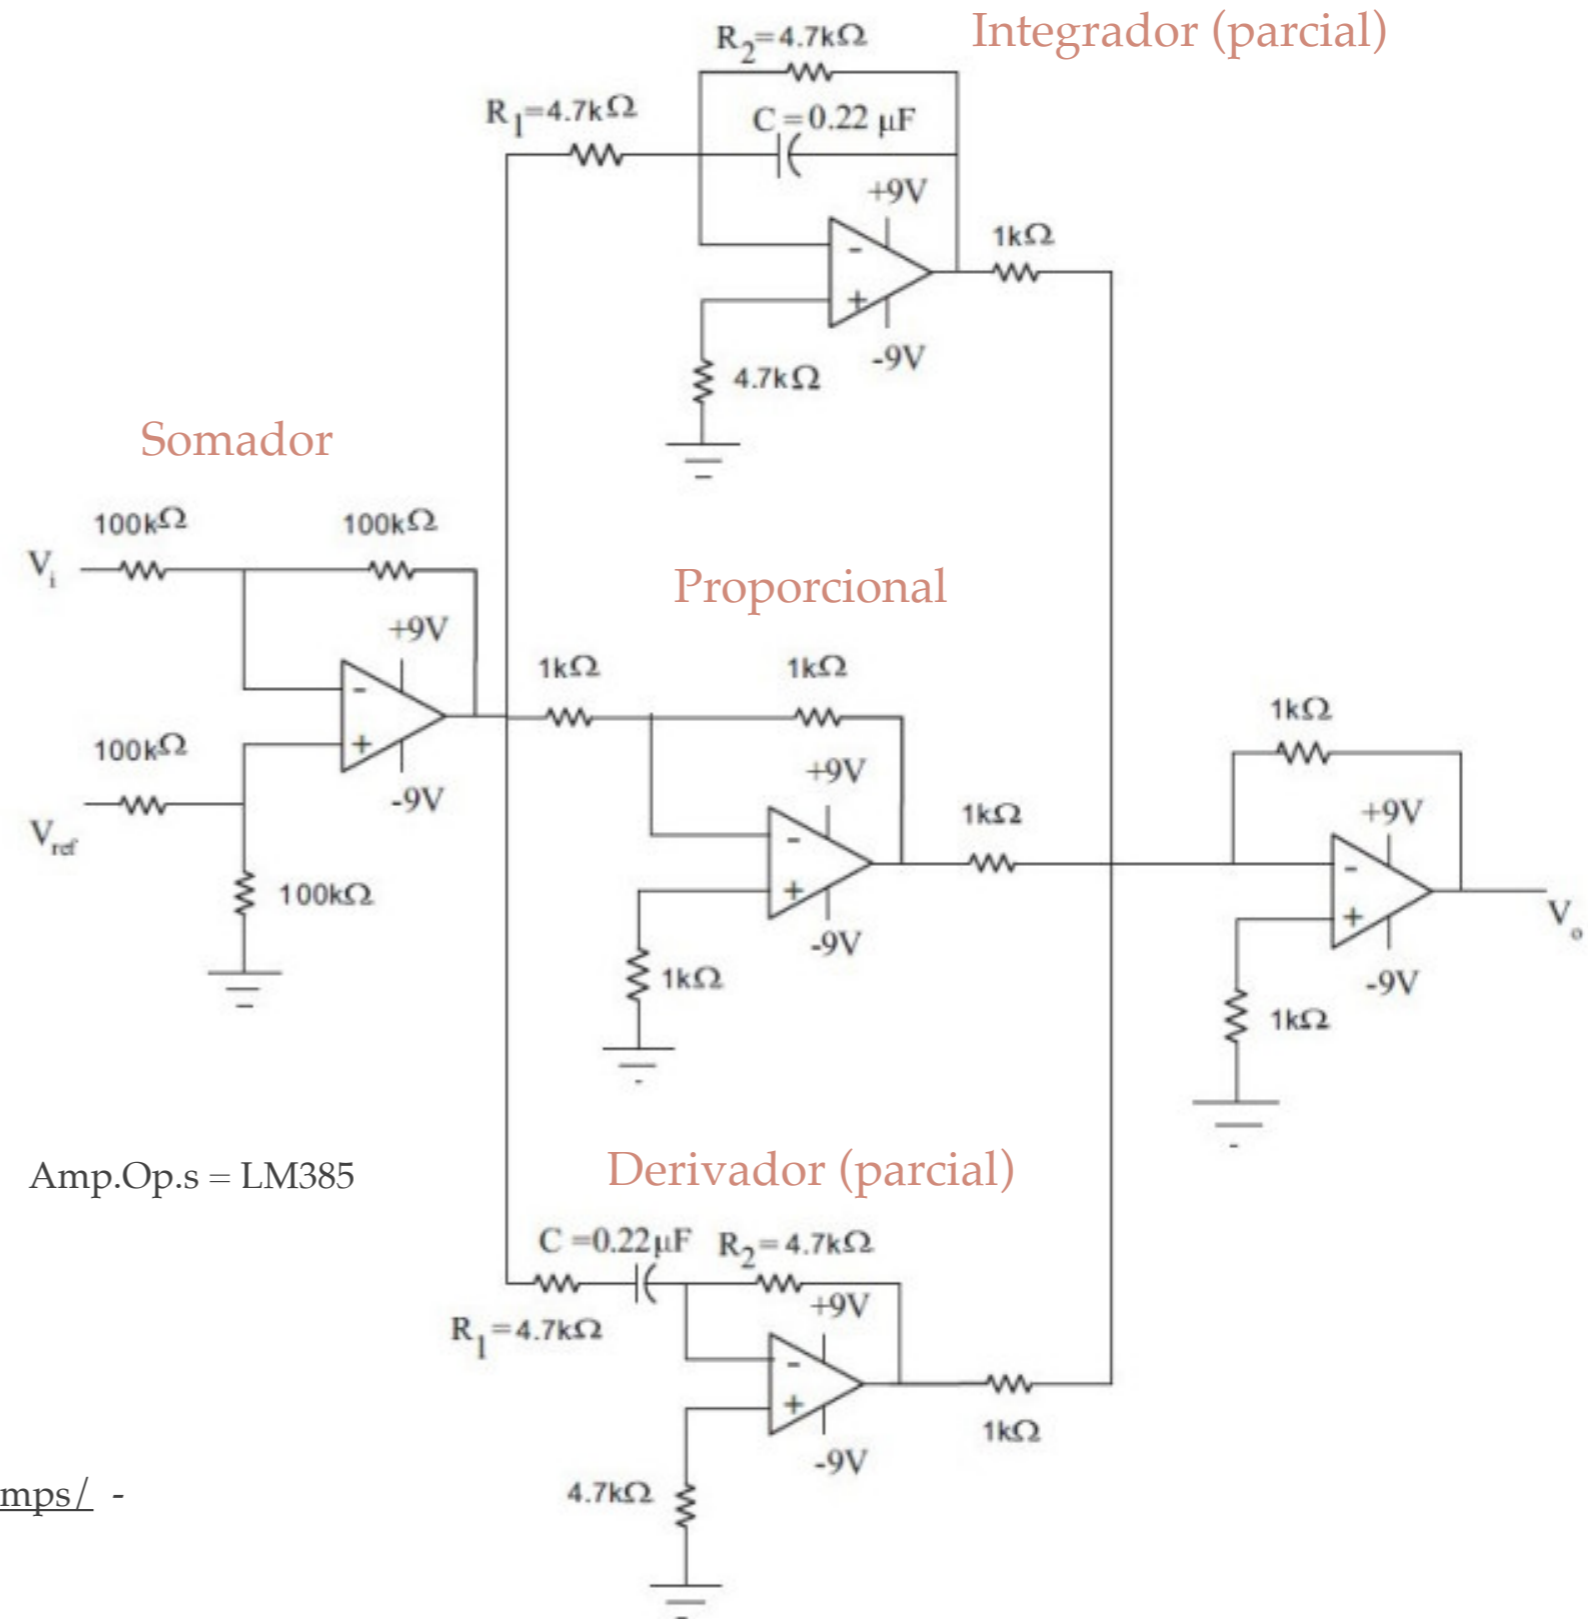 Integrador (parcial)
R2=4.7kΩ
R1=4.7kΩ
C=0.22 μF
+9V
1kΩ
-9V
4.7kΩ
Somador
100kΩ
100kΩ
Vi
+9V
100kΩ
-9V
Vref
100kΩ
Proporcional
1kΩ
1kΩ
+9V
1kΩ
-9V
1kΩ
1kΩ
+9V
Vo
-9V
1kΩ
Amp.Op.s = LM385
Derivador (parcial)
C =0.22μF
R2=4.7kΩ
+9V
R1=4.7kΩ
1kΩ
-9V
4.7kΩ
mps/ -